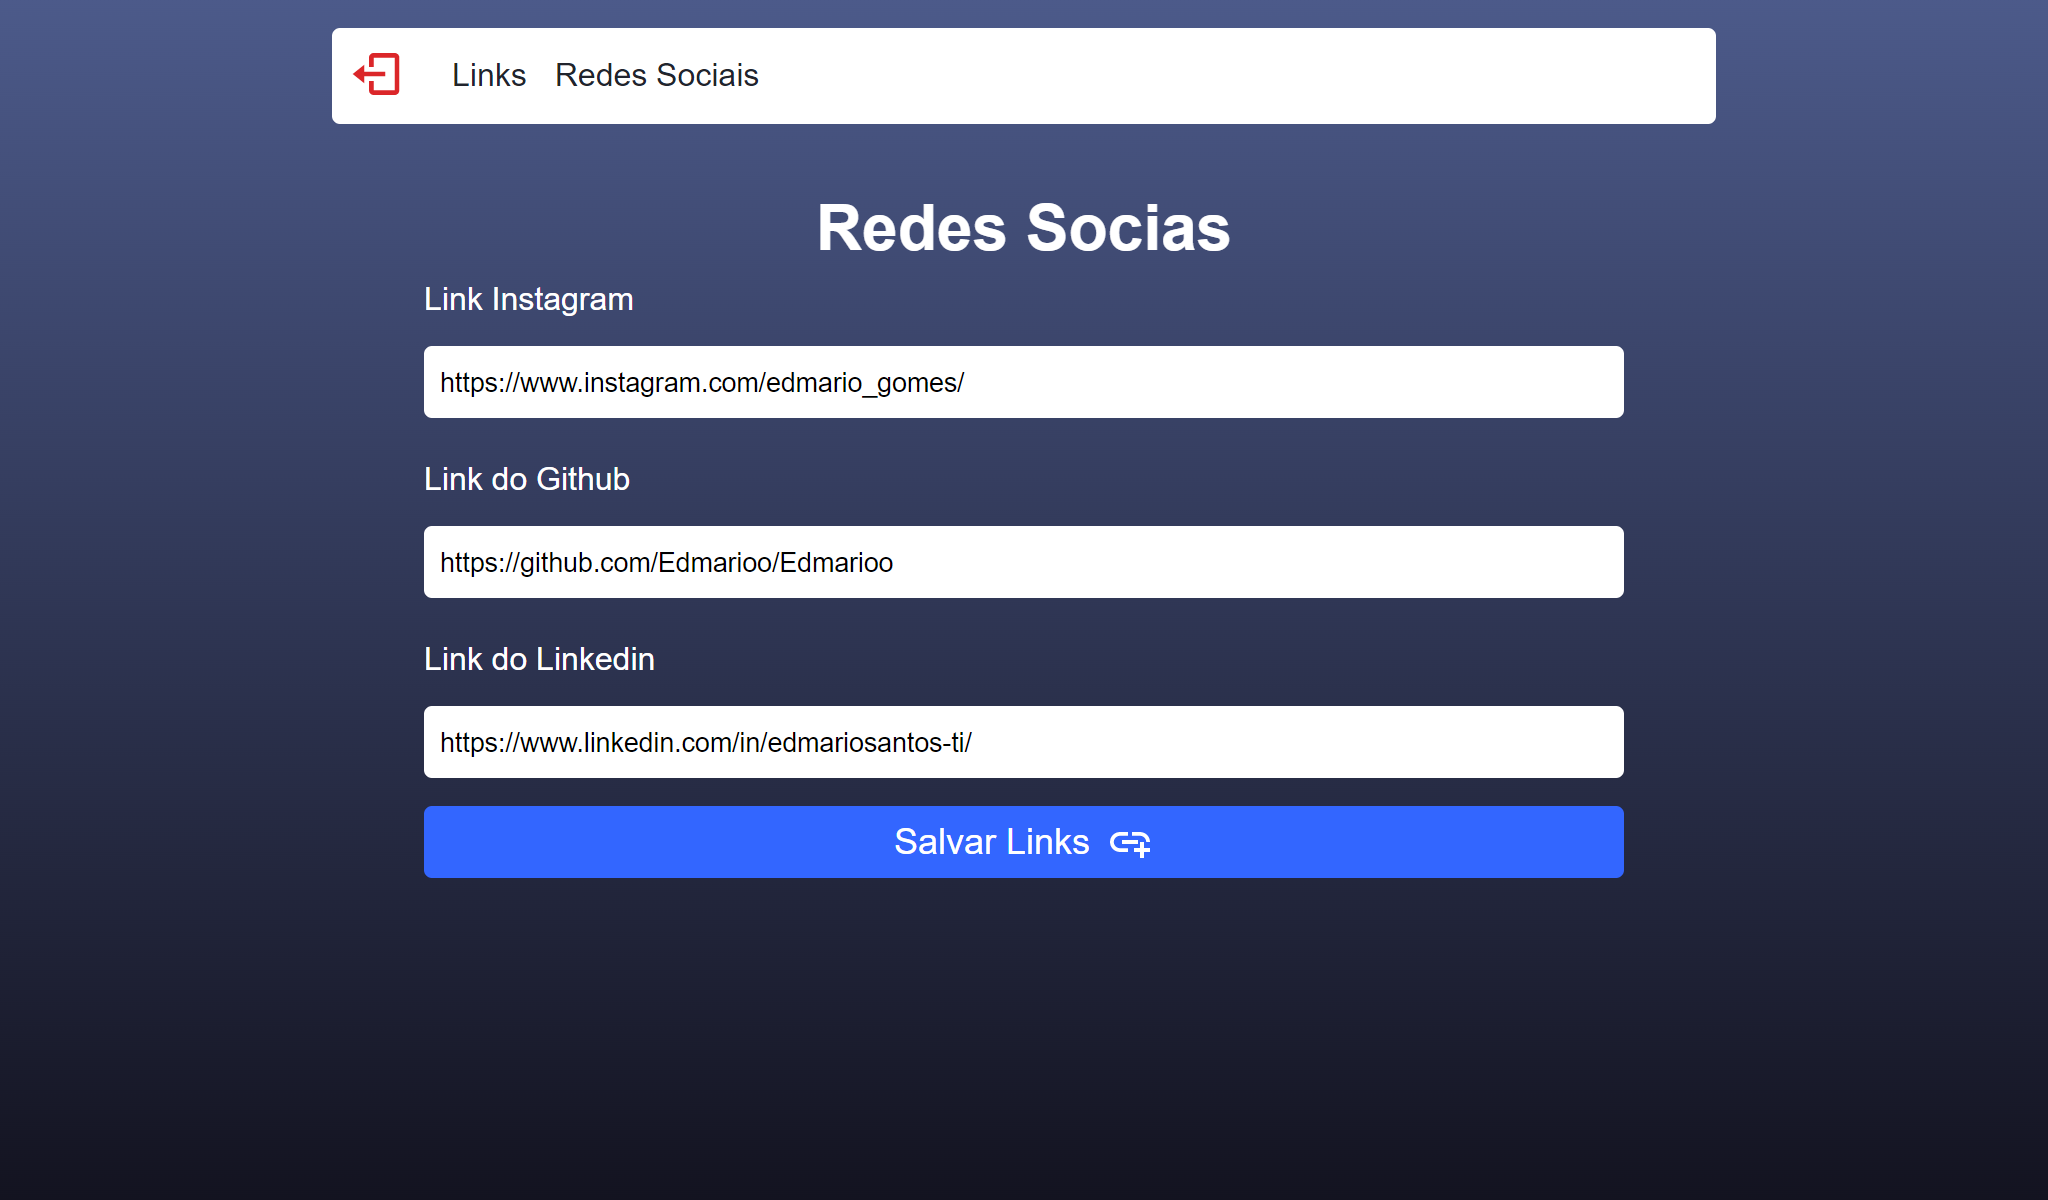 Links Redes Sociais
Redes Socias
Link Instagram
https://www.instagram.com/edmario_gomes/
Link do Github
https://github.com/Edmarioo/Edmarioo
Link do Linkedin
https://www.linkedin.com/in/edmariosantos-ti/
Salvar Links